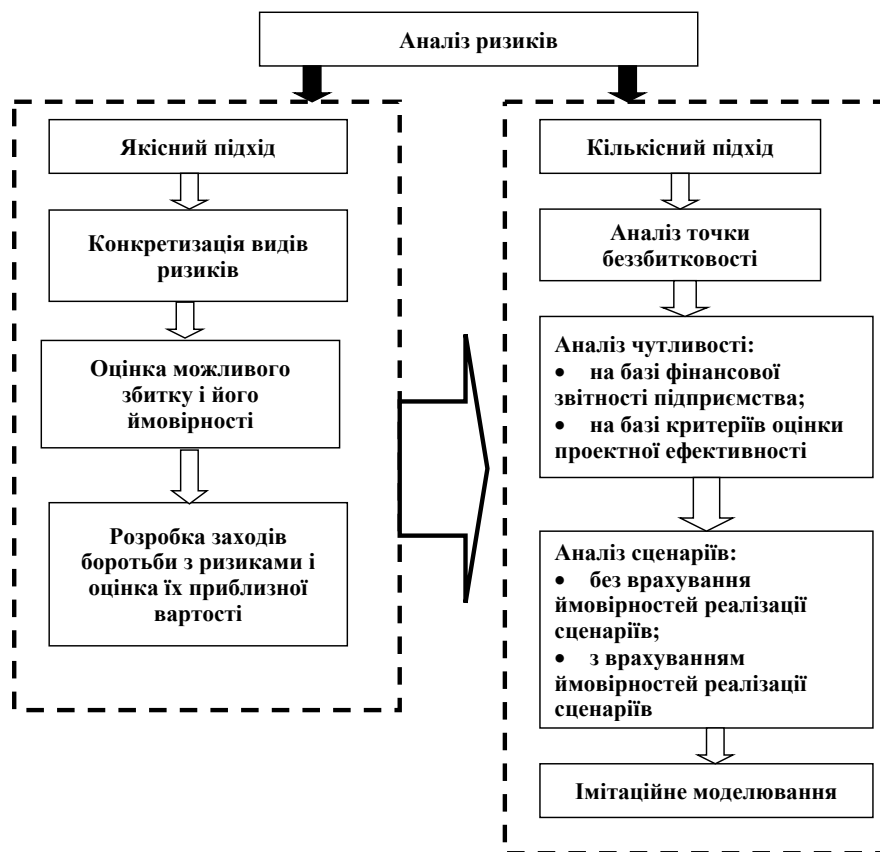 Аналіз ризиків
Якісний підхід
Конкретизація видів
ризиків
Оцінка можливого
збитку і його
ймовірності
Розробка заходів
боротьби з ризиками і
оцінка їх приблизної
вартості
Кількісний підхід
Аналіз точки
беззбитковості
Аналіз чутливості:
• на базі фінансової
звітності підприємства;
• на базі критеріїв оцінки
проектної ефективності
Аналіз сценаріїв:
• без врахування
ймовірностей реалізації
сценаріїв;
• з врахуванням
ймовірностей реалізації
сценаріїв
Імітаційне моделювання